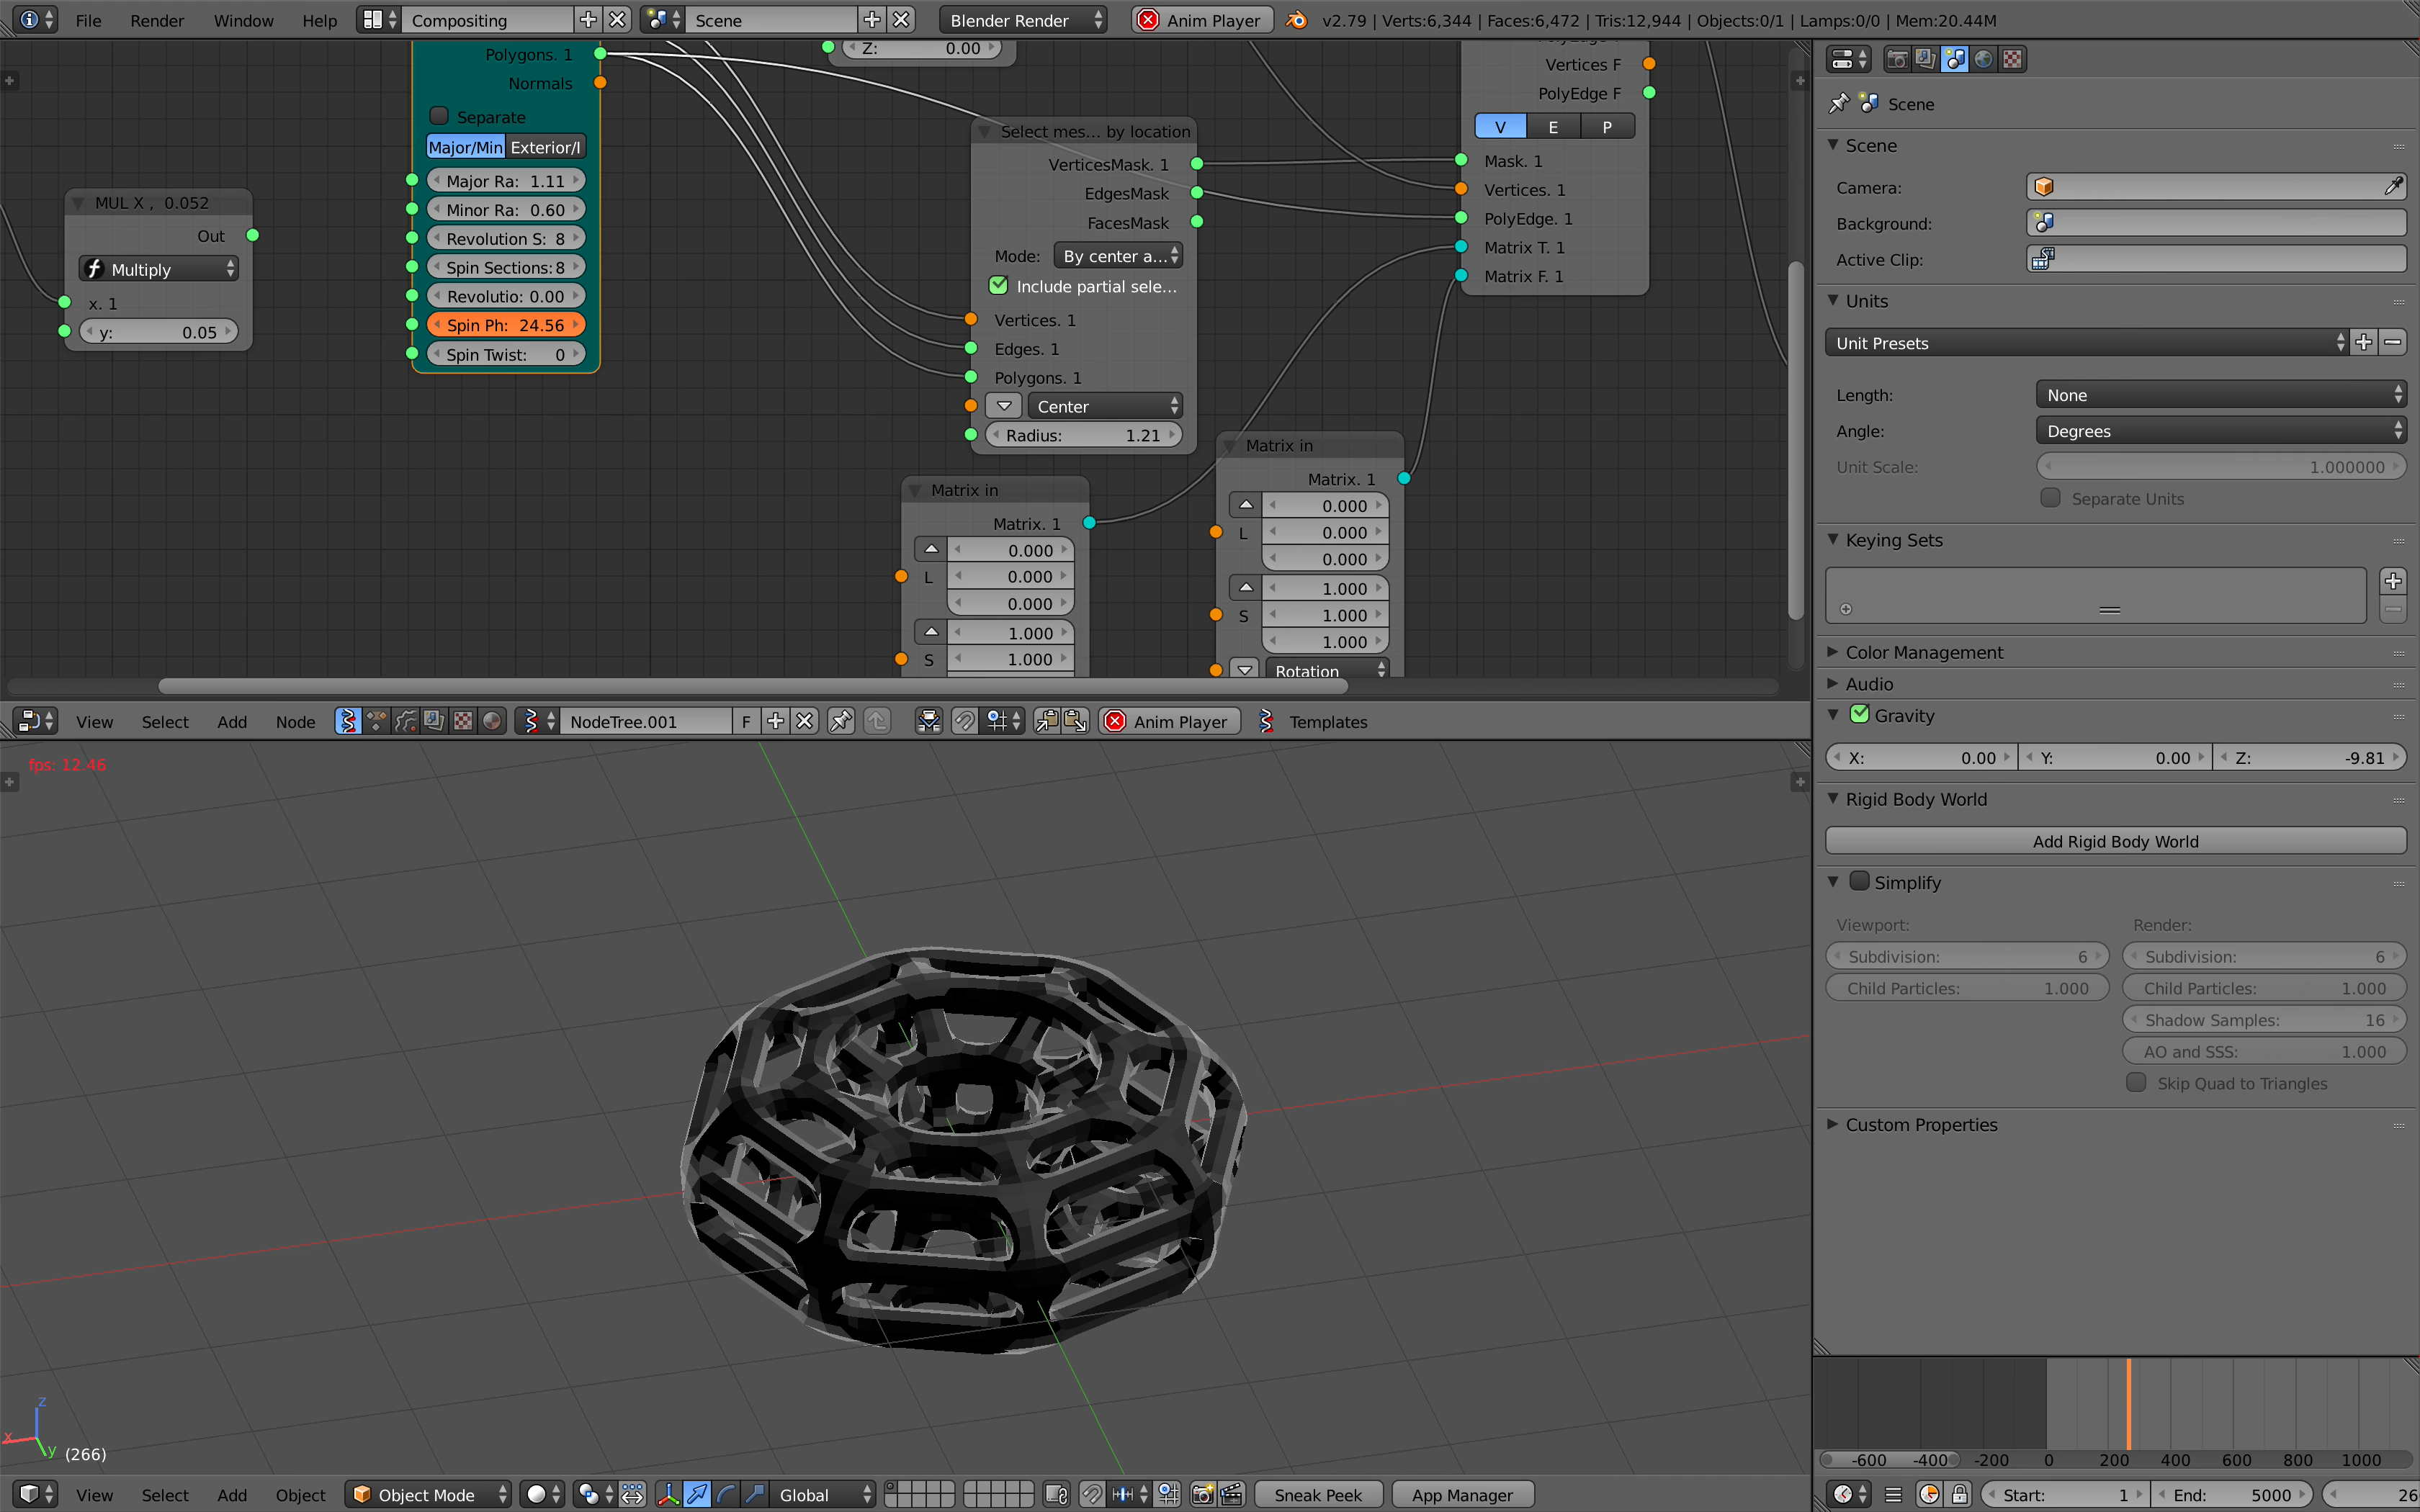 File Render Window Help Compositing Scene Blender Render Anim Player v2.79 | Verts:6,344 | Faces:6,472 | Tris:12,944 | Objects:0/1 | Lamps:0/0 | Mem:20.44M
Polygons. 1
Normals
Separate
Major/Min Exterior/I
Major Ra: 1.11
Minor Ra: 0.60
Revolution S: 8
Spin Sections: 8
Revolutio: 0.00
Spin Ph: 24.56
Spin Twist: 0
MUL X , 0.052
Out
Multiply
x. 1
y: 0.05
Z: 0.00
Select mes... by location
VerticesMask. 1
EdgesMask
FacesMask
Mode: By center a...
Include partial sele...
Vertices. 1
Edges. 1
Polygons. 1
Center
Radius: 1.21
Vertices F
PolyEdge F
V E P
Mask. 1
Vertices. 1
PolyEdge. 1
Matrix T. 1
Matrix F. 1
Matrix in
Matrix. 1
0.000
L 0.000
0.000
1.000
S 1.000
Matrix in
Matrix. 1
0.000
L 0.000
0.000
1.000
S 1.000
1.000
Rotation
View Select Add Node NodeTree.001 F Anim Player Templates
fps: 12.46
z
x
y
(266)
View Select Add Object Object Mode Global Sneak Peek App Manager
Scene
Scene
Camera:
Background:
Active Clip:
Units
Unit Presets
Length: None
Angle: Degrees
Unit Scale: 1.000000
Separate Units
Keying Sets
Color Management
Audio
Gravity
X: 0.00 Y: 0.00 Z: -9.81
Rigid Body World
Add Rigid Body World
Simplify
Viewport: Render:
Subdivision: 6 Subdivision: 6
Child Particles: 1.000 Child Particles: 1.000
Shadow Samples: 16
AO and SSS: 1.000
Skip Quad to Triangles
Custom Properties
-600 -400 -200 0 200 400 600 800 1000
Start: 1 End: 5000 26